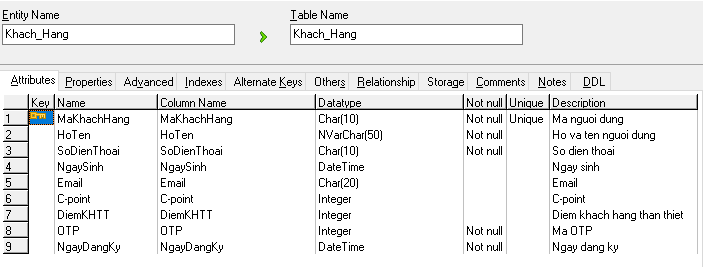 Entity Name Table Name
Khach_Hang Khach_Hang
Attributes Properties Advanced Indexes Alternate Keys Others Relationship Storage Comments Notes DDL
Key Name Column Name Datatype Not null Unique Description
1 MaKhachHang MaKhachHang Char(10) Not null Unique Ma nguoi dung
2 HoTen HoTen NVarChar(50) Not null Ho va ten nguoi dung
3 SoDienThoai SoDienThoai Char(10) Not null So dien thoai
4 NgaySinh NgaySinh DateTime Ngay sinh
5 Email Email Char(20) Email
6 C-point C-point Integer C-point
7 DiemKHTT DiemKHTT Integer Diem khach hang than thiet
8 OTP OTP Integer Not null Ma OTP
9 NgayDangKy NgayDangKy DateTime Not null Ngay dang ky